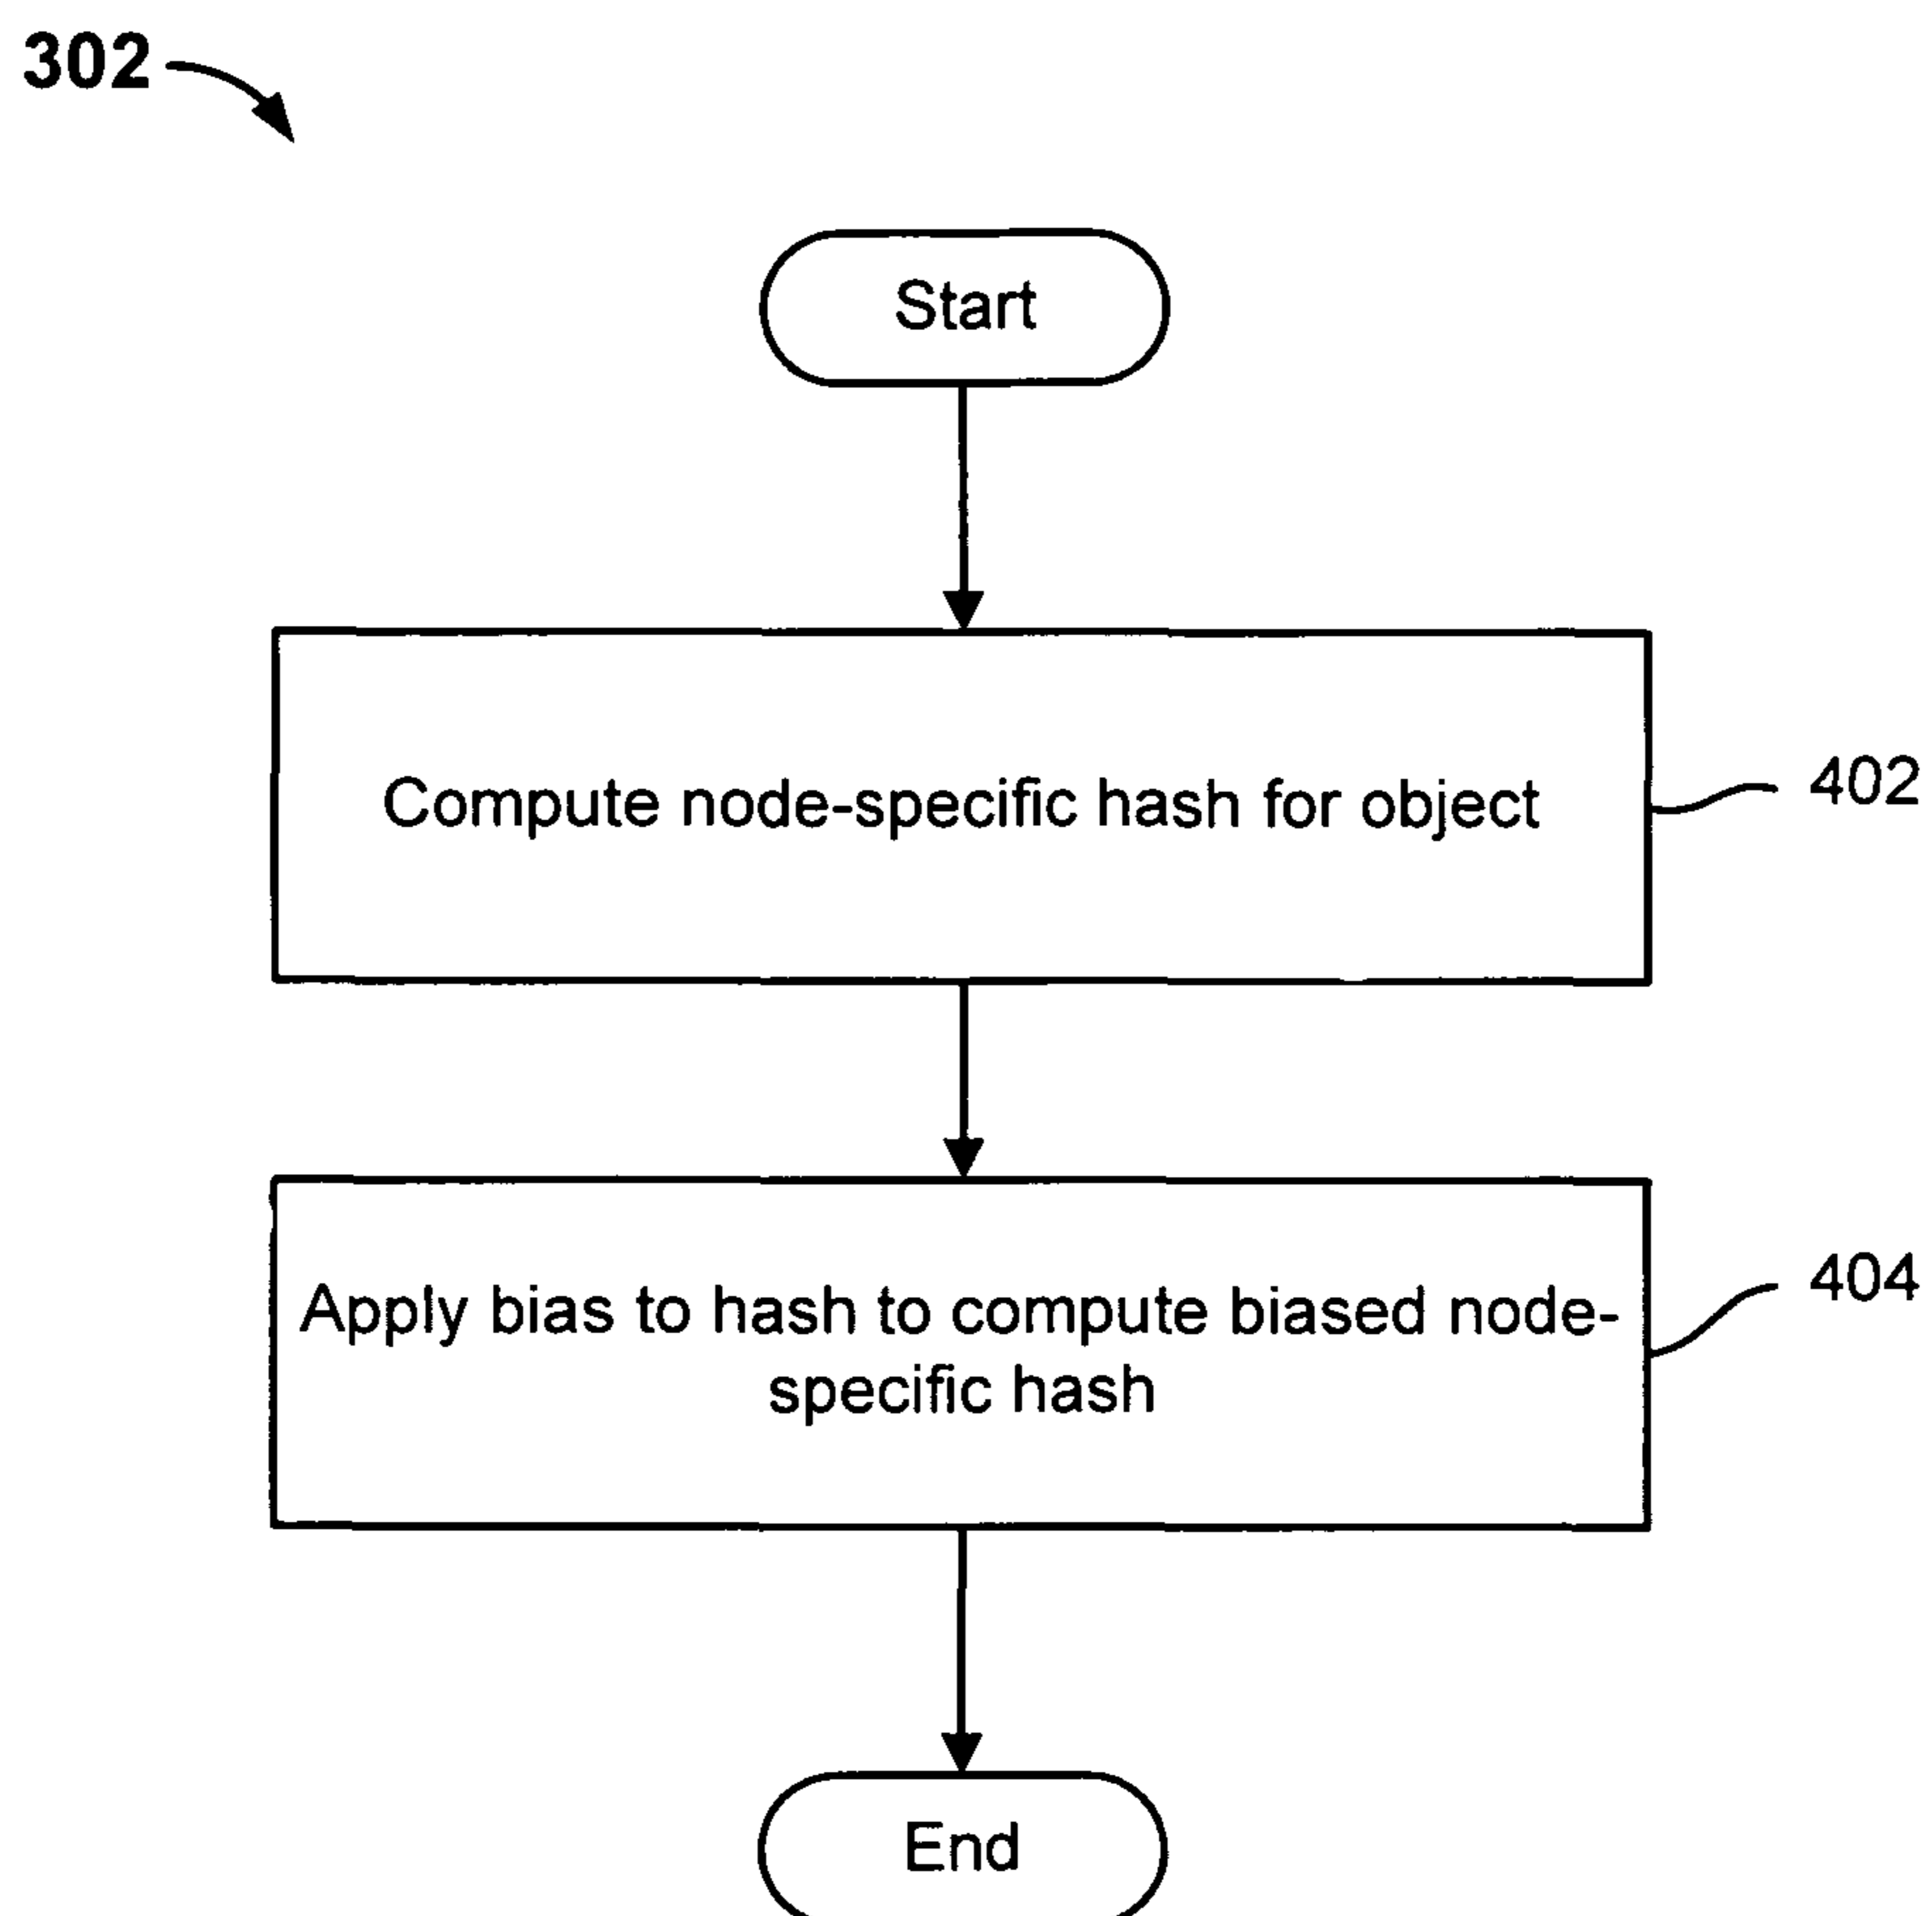 302
Start
Compute node-specific hash for object
402
Apply bias to hash to compute biased node-
specific hash
404
End